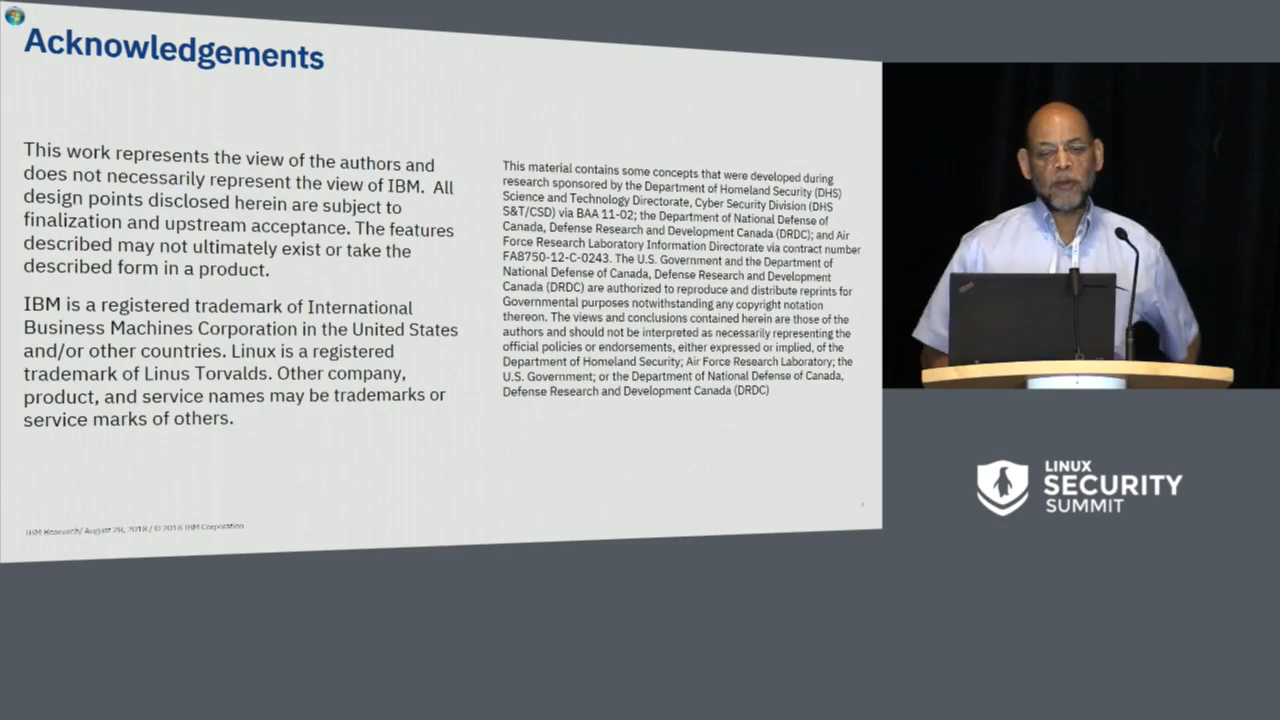 Acknowledgements
This work represents the view of the authors and
does not necessarily represent the view of IBM. All
design points disclosed herein are subject to
finalization and upstream acceptance. The features
described may not ultimately exist or take the
described form in a product.
IBM is a registered trademark of International
Business Machines Corporation in the United States
and/or other countries. Linux is a registered
trademark of Linus Torvalds. Other company,
product, and service names may be trademarks or
service marks of others.
This material contains some concepts that were developed during
research sponsored by the Department of Homeland Security (DHS)
Science and Technology Directorate, Cyber Security Division (DHS
S&T/CSD) via BAA 11-02; the Department of National Defense of
Canada, Defense Research and Development Canada (DRDC); and Air
Force Research Laboratory Information Directorate via contract number
FA8750-12-C-0243. The U.S. Government and the Department of
National Defense of Canada, Defense Research and Development
Canada (DRDC) are authorized to reproduce and distribute reprints for
Governmental purposes notwithstanding any copyright notation
thereon. The views and conclusions contained herein are those of the
authors and should not be interpreted as necessarily representing the
official policies or endorsements, either expressed or implied, of the
Department of Homeland Security; Air Force Research Laboratory; the
U.S. Government; or the Department of National Defense of Canada,
Defense Research and Development Canada (DRDC)
IBM Research/ August 28, 2018 / © 2018 IBM Corporation
LINUX
SECURITY
SUMMIT